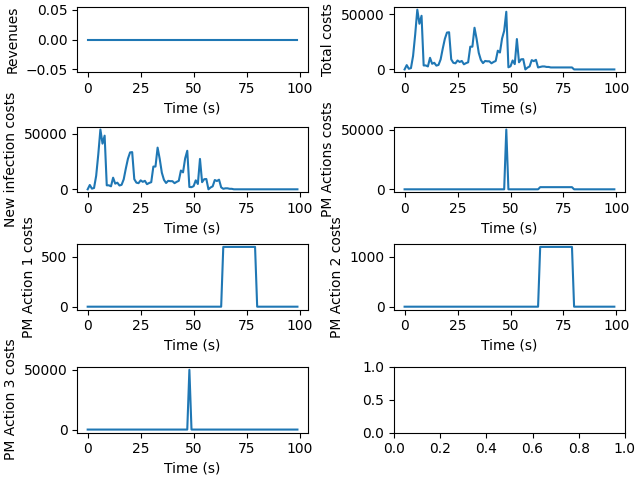 Revenues
0.05
0.00
−0.05
0 25 50 75 100
Time (s)
Total costs
50000
0
0 25 50 75 100
Time (s)
New infection costs
50000
0
0 25 50 75 100
Time (s)
PM Actions costs
50000
0
0 25 50 75 100
Time (s)
PM Action 1 costs
500
0
0 25 50 75 100
Time (s)
PM Action 2 costs
1000
0
0 25 50 75 100
Time (s)
PM Action 3 costs
50000
0
0 25 50 75 100
Time (s)
1.0
0.5
0.0
0.0 0.2 0.4 0.6 0.8 1.0